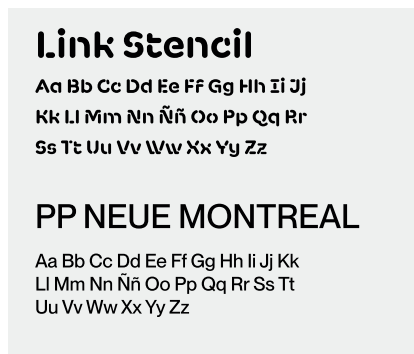 Link Stencil
Aa Bb Cc Dd Ee Ff Gg Hh Ii Jj
Kk Ll Mm Nn Ññ Oo Pp Qq Rr
Ss Tt Uu Vv Ww Xx Yy Zz
PP NEUE MONTREAL
Aa Bb Cc Dd Ee Ff Gg Hh Ii Jj Kk
Ll Mm Nn Ññ Oo Pp Qq Rr Ss Tt
Uu Vv Ww Xx Yy Zz